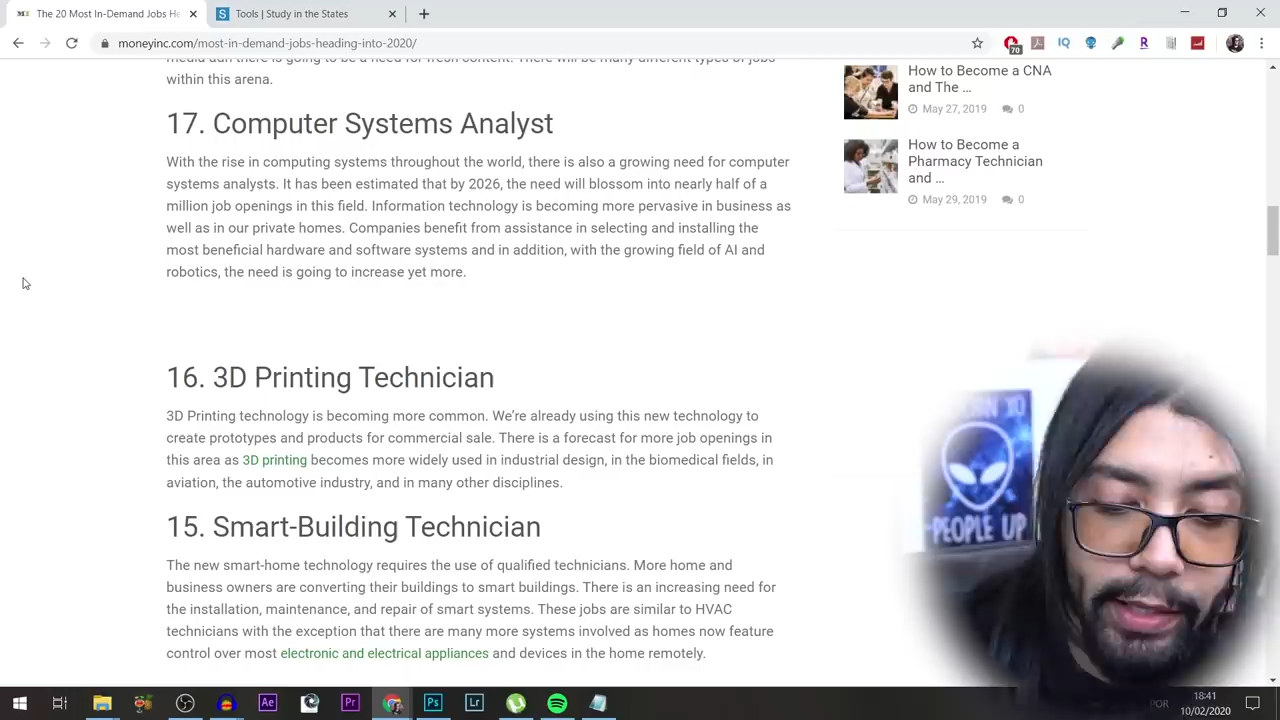 The 20 Most In-Demand Jobs He
Tools | Study in the States
moneyinc.com/most-in-demand-jobs-heading-into-2020/
70
IQ
R
within this arena.
17. Computer Systems Analyst
With the rise in computing systems throughout the world, there is also a growing need for computer
systems analysts. It has been estimated that by 2026, the need will blossom into nearly half of a
million job openings in this field. Information technology is becoming more pervasive in business as
well as in our private homes. Companies benefit from assistance in selecting and installing the
most beneficial hardware and software systems and in addition, with the growing field of AI and
robotics, the need is going to increase yet more.
16. 3D Printing Technician
3D Printing technology is becoming more common. We're already using this new technology to
create prototypes and products for commercial sale. There is a forecast for more job openings in
this area as 3D printing becomes more widely used in industrial design, in the biomedical fields, in
aviation, the automotive industry, and in many other disciplines.
15. Smart-Building Technician
The new smart-home technology requires the use of qualified technicians. More home and
business owners are converting their buildings to smart buildings. There is an increasing need for
the installation, maintenance, and repair of smart systems. These jobs are similar to HVAC
technicians with the exception that there are many more systems involved as homes now feature
control over most electronic and electrical appliances and devices in the home remotely.
How to Become a CNA
and The …
May 27, 2019 0
How to Become a
Pharmacy Technician
and …
May 29, 2019 0
PEOPLE UP
Ae
Pr
Ps
Lr
POR
18:41
10/02/2020